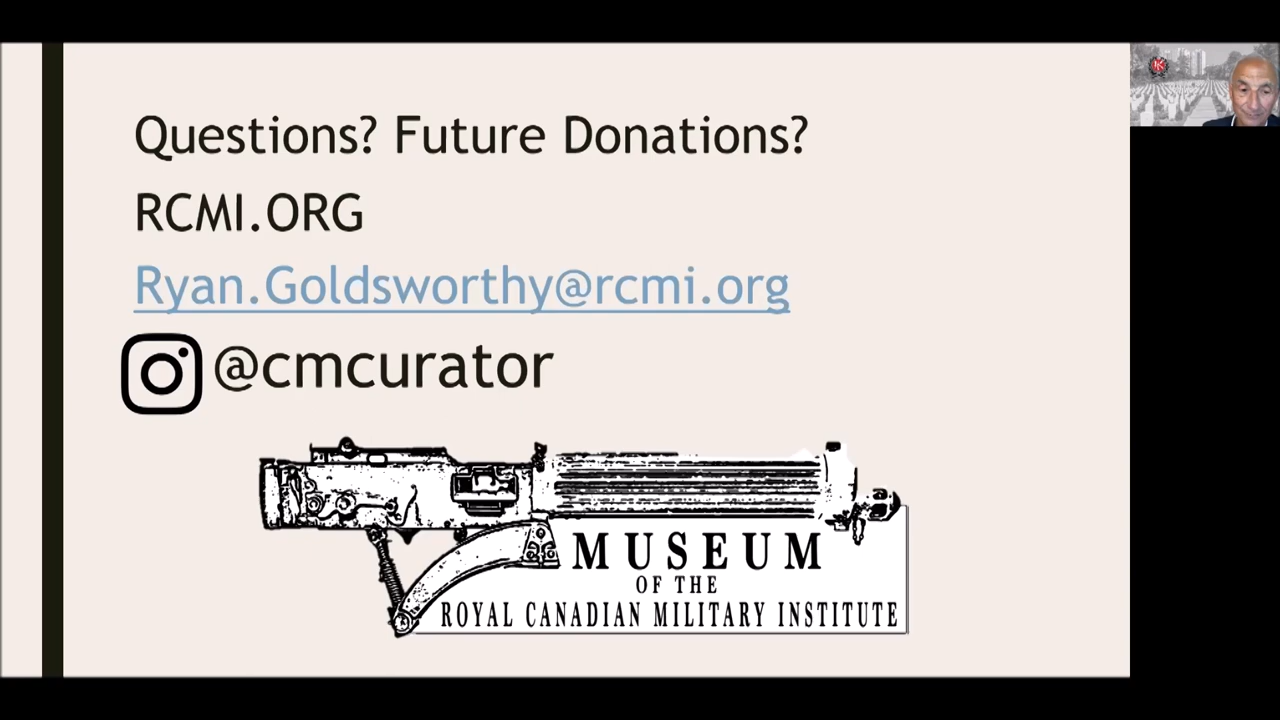 Questions? Future Donations?
RCMI.ORG
Ryan.Goldsworthy@rcmi.org
@cmcurator
MUSEUM
OF THE
ROYAL CANADIAN MILITARY INSTITUTE